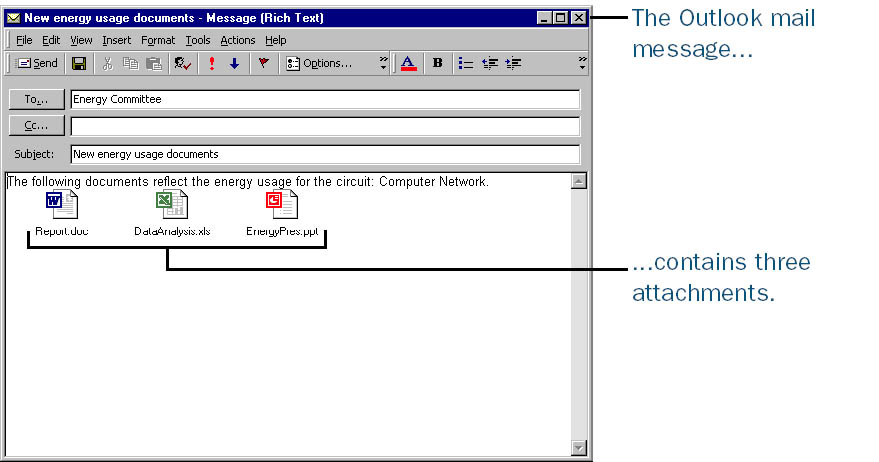 New energy usage documents - Message (Rich Text)
The Outlook mail
message...
File Edit View Insert Format Tools Actions Help
Send Options... A B
To... Energy Committee
Cc...
Subject: New energy usage documents
The following documents reflect the energy usage for the circuit: Computer Network.
Report.doc DataAnalysis.xls EnergyPres.ppt
...contains three
attachments.